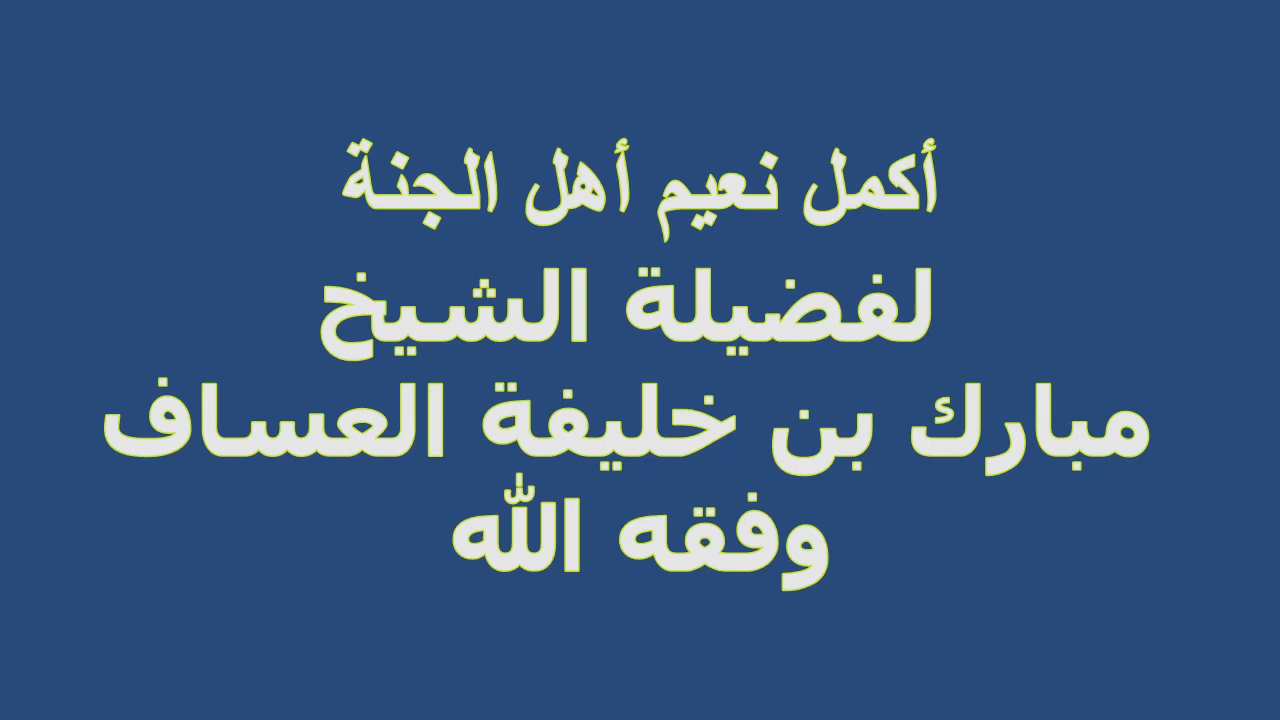 أكمل نعيم أهل الجنة
لفضيلة الشيخ
مبارك بن خليفة العساف
وفقه الله